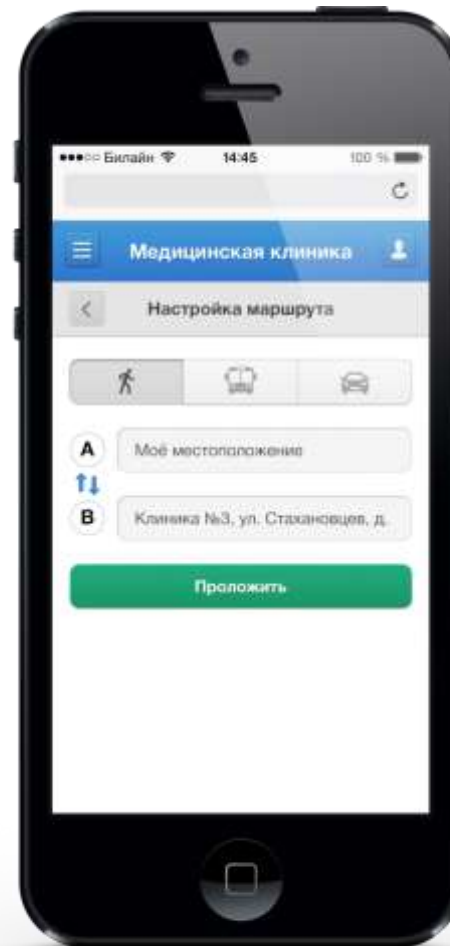 Билайн 14:45 100 %
Медицинская клиника
Настройка маршрута
A
Моё местоположение
B
Клиника №3, ул. Стахановцев, д.
Проложить